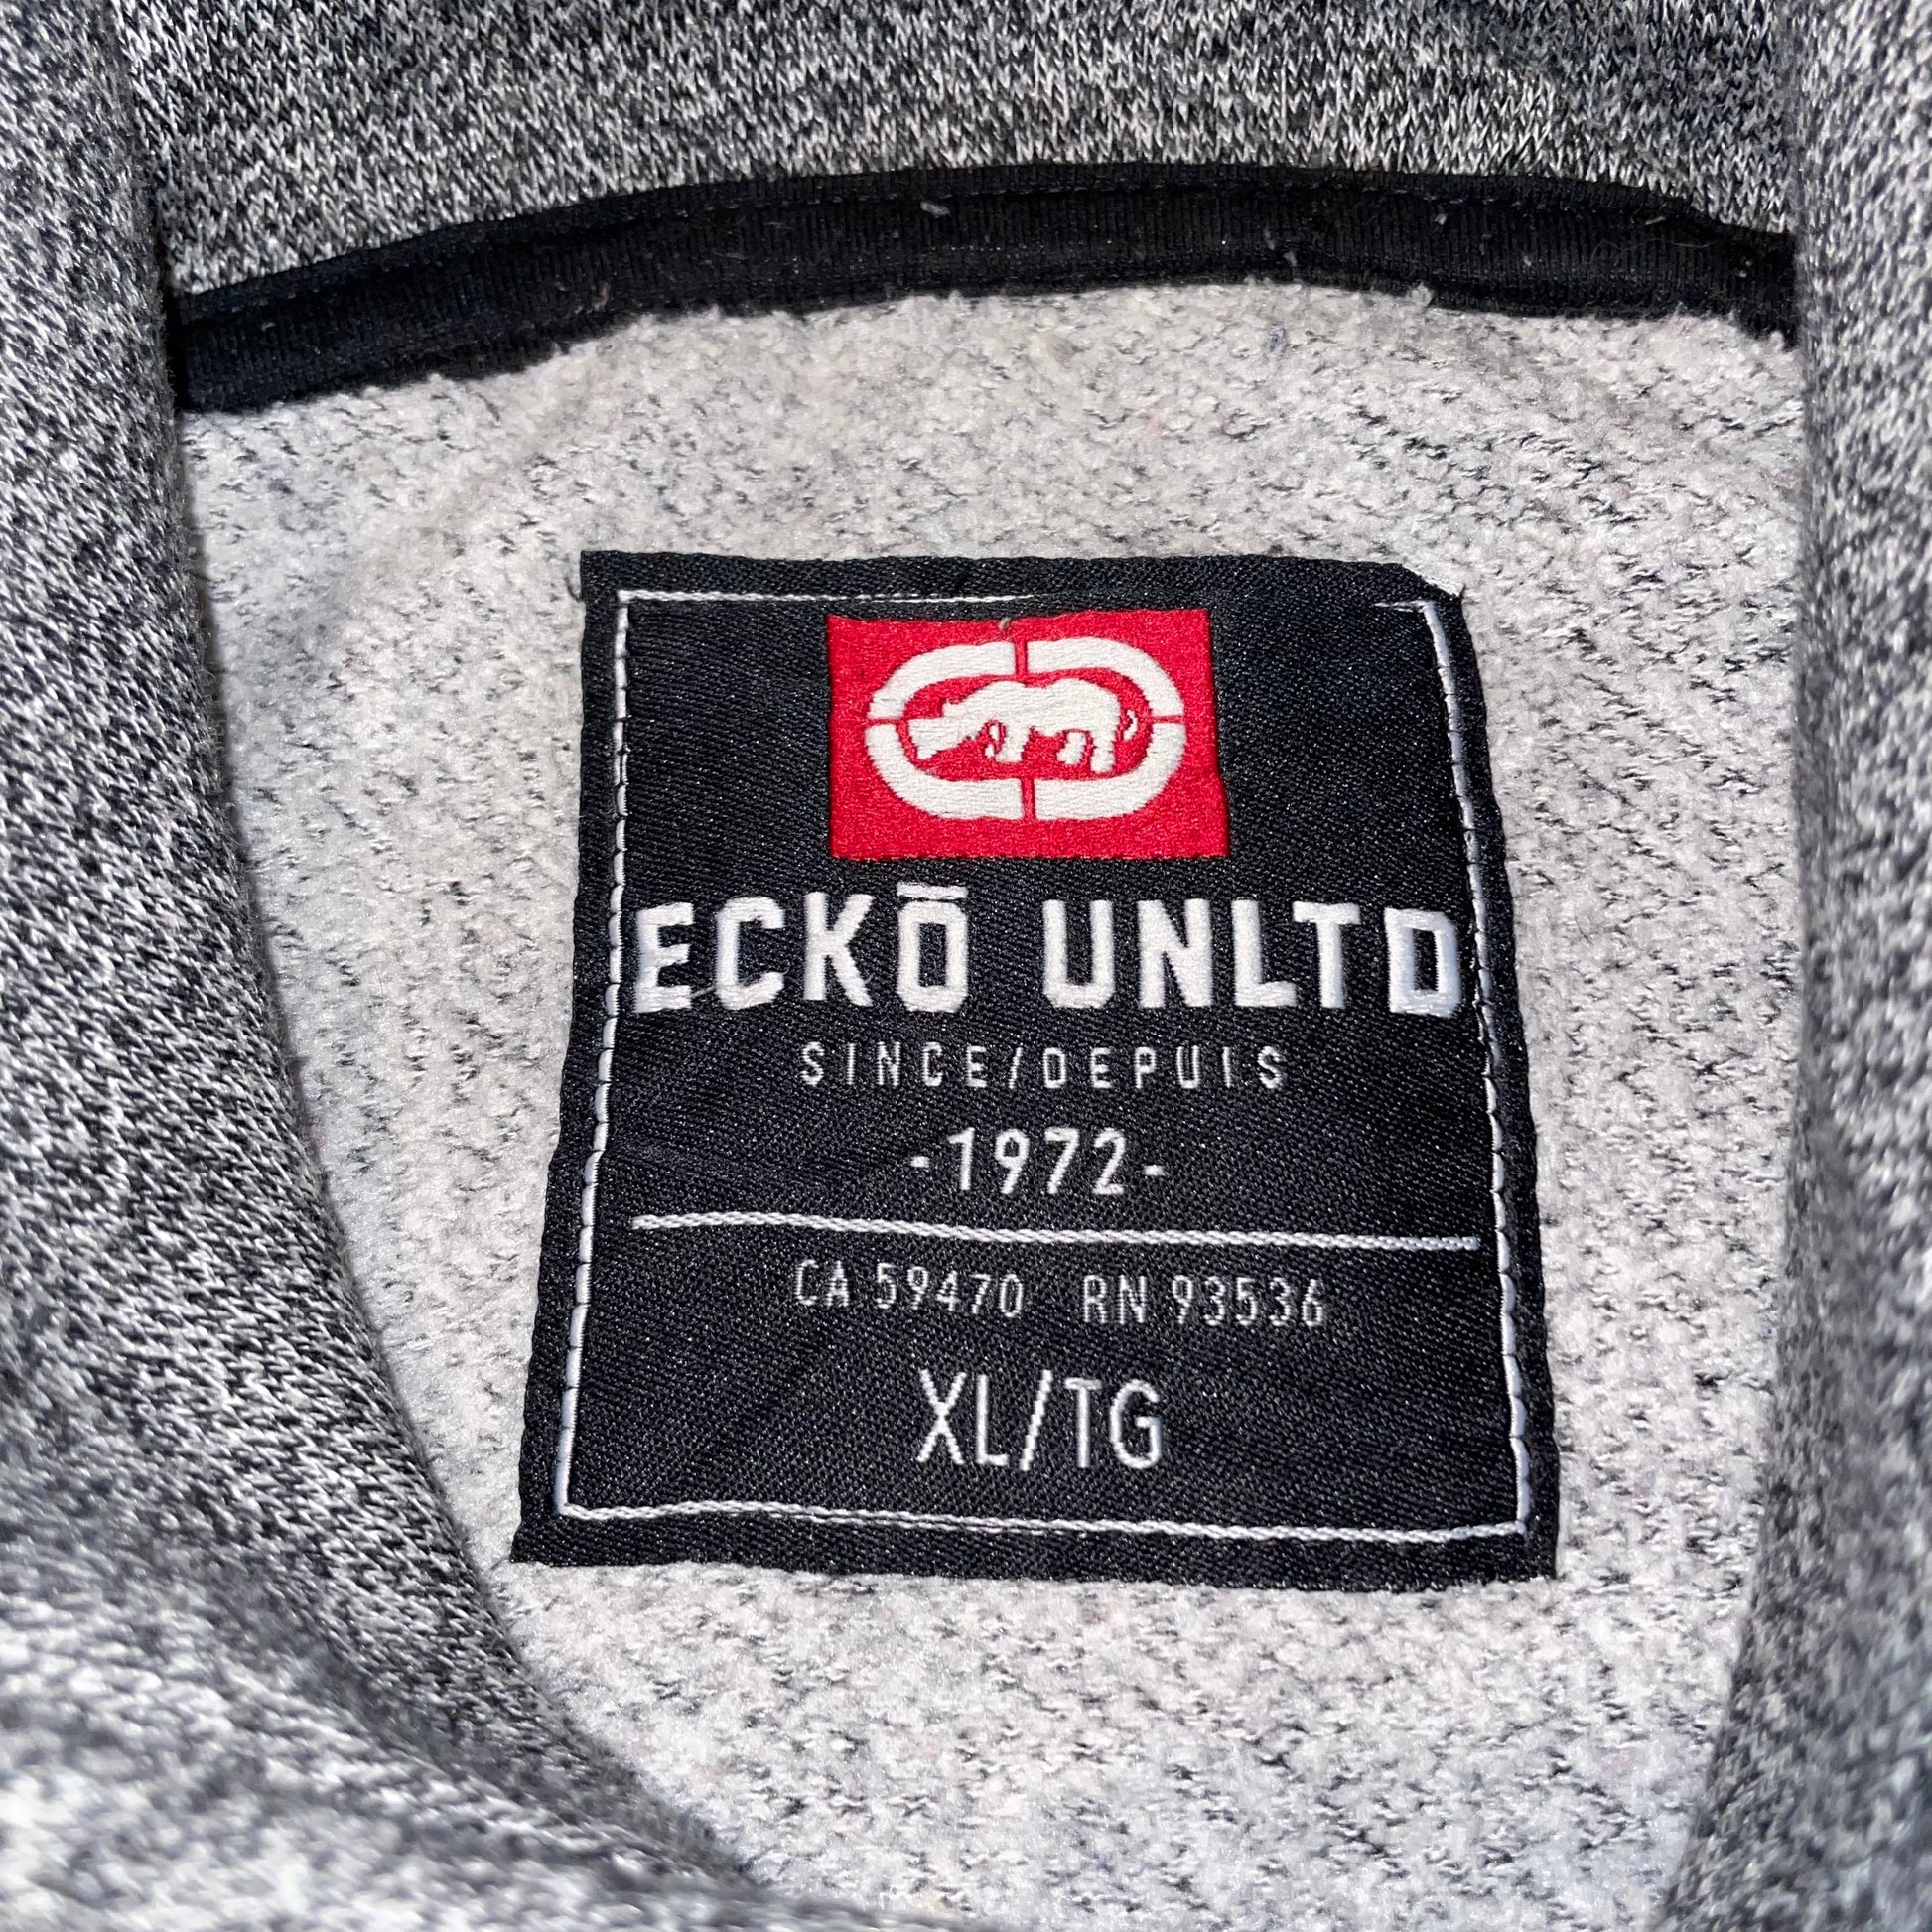 ECKŌ UNLTD
SINCE/DEPUIS
-1972-
CA 59470 RN 93536
XL/TG